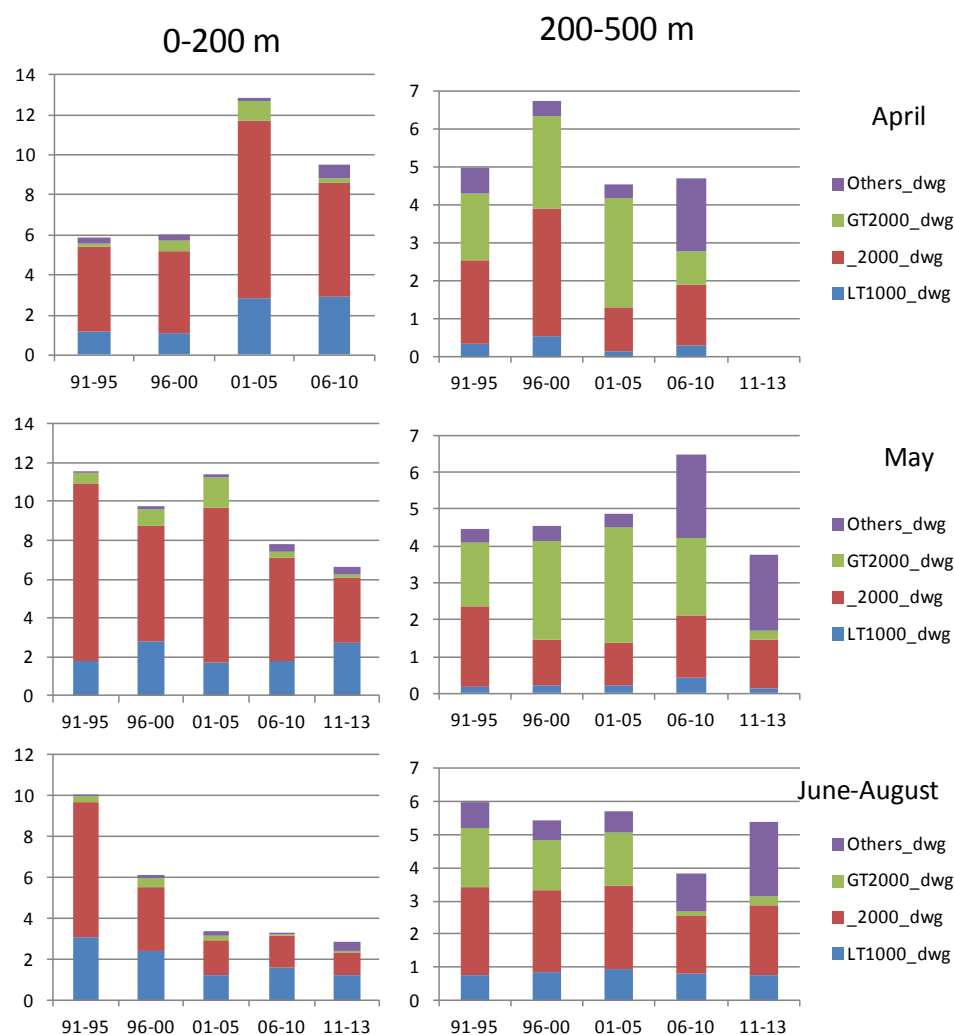 0-200 m
200-500 m
April
14
12
10
8
6
4
2
0
91-95 96-00 01-05 06-10
7
6
5
4
3
2
1
0
91-95 96-00 01-05 06-10 11-13
Others_dwg
GT2000_dwg
_2000_dwg
LT1000_dwg
May
14
12
10
8
6
4
2
0
91-95 96-00 01-05 06-10 11-13
7
6
5
4
3
2
1
0
91-95 96-00 01-05 06-10 11-13
Others_dwg
GT2000_dwg
_2000_dwg
LT1000_dwg
June-August
12
10
8
6
4
2
0
91-95 96-00 01-05 06-10 11-13
7
6
5
4
3
2
1
0
91-95 96-00 01-05 06-10 11-13
Others_dwg
GT2000_dwg
_2000_dwg
LT1000_dwg